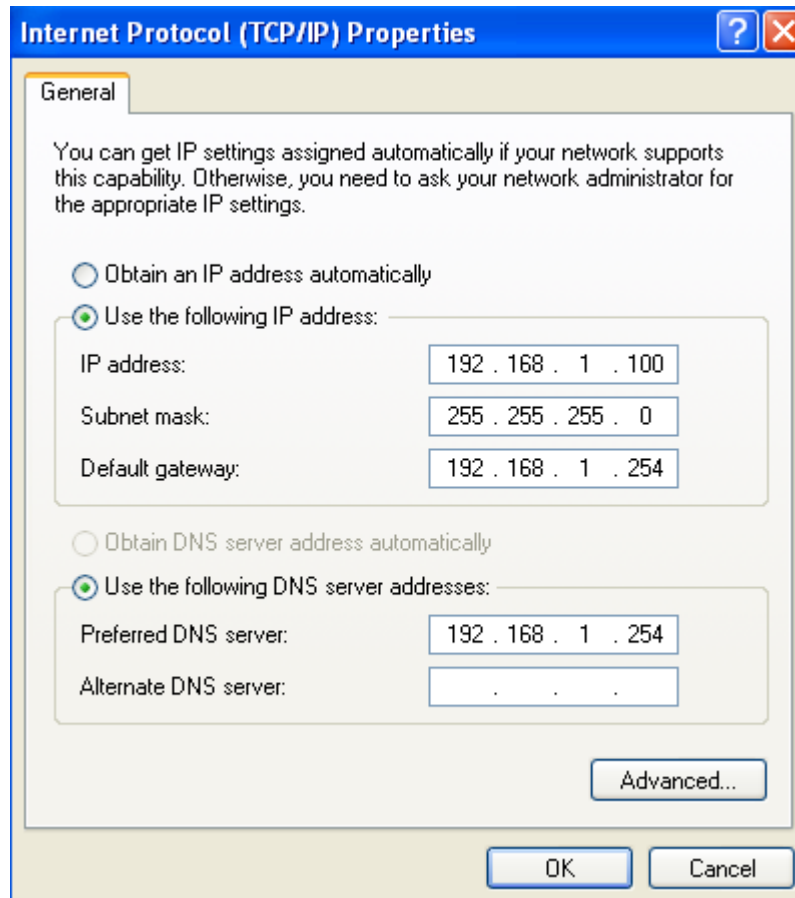 Internet Protocol (TCP/IP) Properties
General
You can get IP settings assigned automatically if your network supports
this capability. Otherwise, you need to ask your network administrator for
the appropriate IP settings.
Obtain an IP address automatically
Use the following IP address:
IP address: 192 . 168 . 1 . 100
Subnet mask: 255 . 255 . 255 . 0
Default gateway: 192 . 168 . 1 . 254
Obtain DNS server address automatically
Use the following DNS server addresses:
Preferred DNS server: 192 . 168 . 1 . 254
Alternate DNS server: . . .
Advanced...
OK Cancel